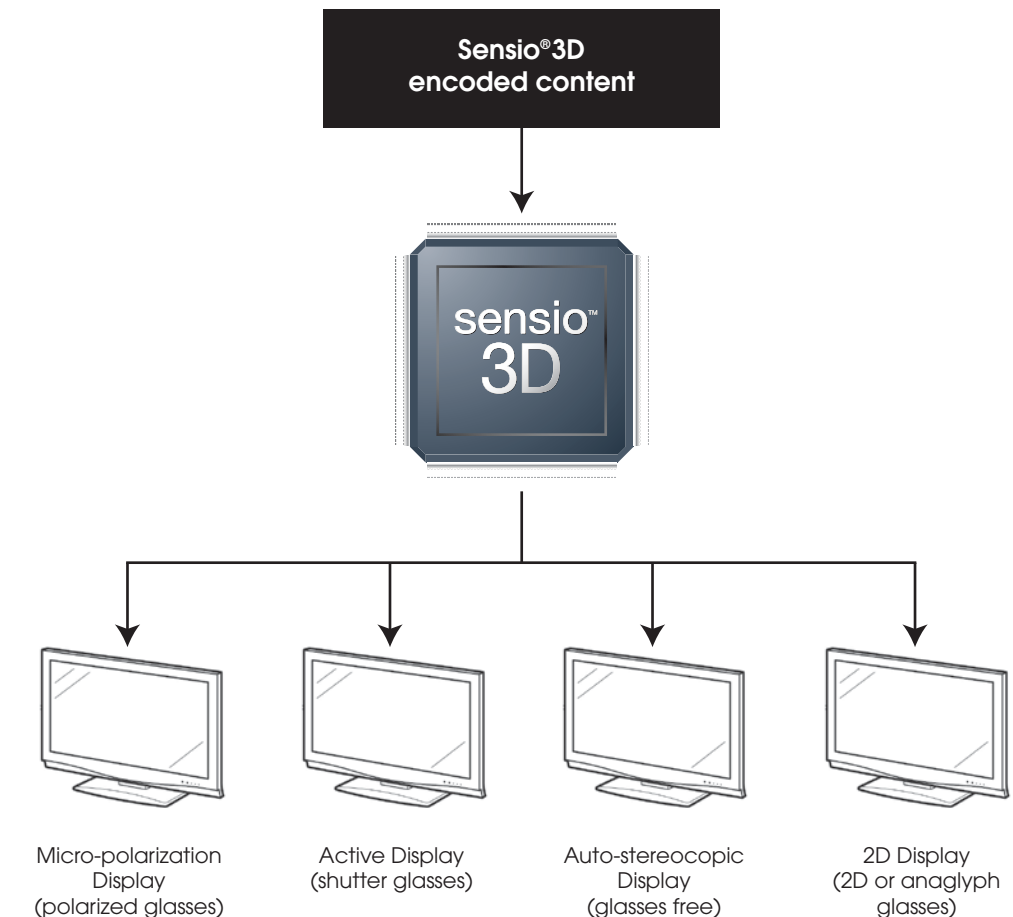 Sensio®3D
encoded content
sensio™
3D
Micro-polarization
Display
(polarized glasses)
Active Display
(shutter glasses)
Auto-stereocopic
Display
(glasses free)
2D Display
(2D or anaglyph
glasses)